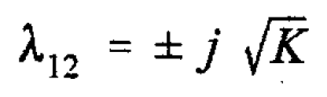 λ₁₂ = ± j √K